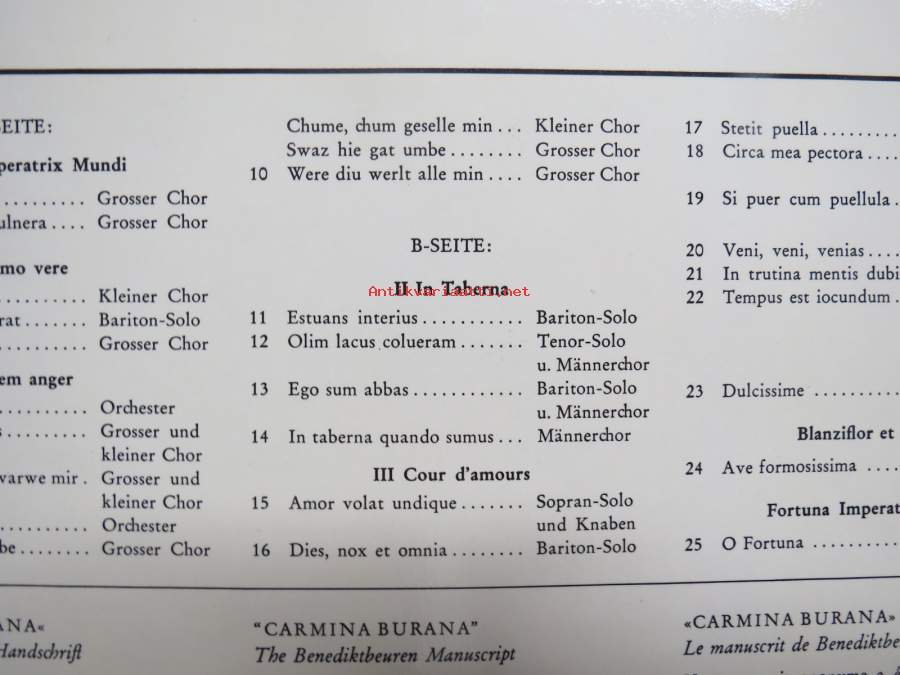 SEITE:
peratrix Mundi
.......... Grosser Chor
ulnera .... Grosser Chor
mo vere
........... Kleiner Chor
rat ....... Bariton-Solo
........... Grosser Chor
em anger
........... Orchester
s ......... Grosser und
kleiner Chor
varwe mir . Grosser und
kleiner Chor
........... Orchester
be ........ Grosser Chor
Chume, chum geselle min ... Kleiner Chor
Swaz hie gat umbe ........ Grosser Chor
10 Were diu werlt alle min .... Grosser Chor
B-SEITE:
II In Taberna
Antikvariaatti.net
11 Estuans interius ........... Bariton-Solo
12 Olim lacus colueram ....... Tenor-Solo
u. Männerchor
13 Ego sum abbas ............ Bariton-Solo
u. Männerchor
14 In taberna quando sumus ... Männerchor
III Cour d'amours
15 Amor volat undique ....... Sopran-Solo
und Knaben
16 Dies, nox et omnia ........ Bariton-Solo
17 Stetit puella ..........
18 Circa mea pectora ....
19 Si puer cum puellula .
20 Veni, veni, venias ....
21 In trutina mentis dubi
22 Tempus est iocundum .
23 Dulcissime ..........
Blanziflor et
24 Ave formosissima ....
Fortuna Imperat
25 O Fortuna ..........
ANA«
Handschrift
"CARMINA BURANA"
The Benediktbeuren Manuscript
«CARMINA BURANA»
Le manuscrit de Benediktbe